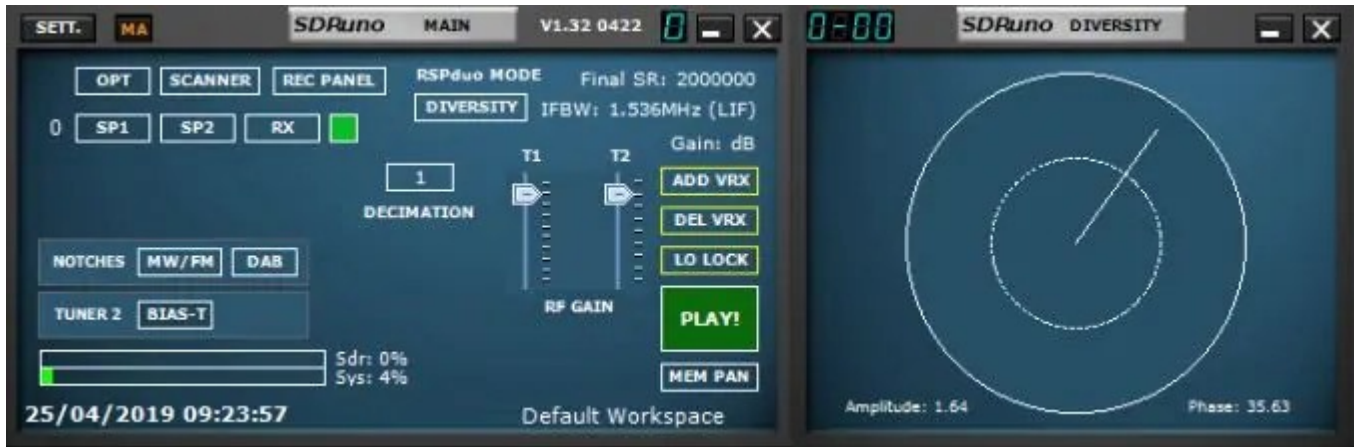 SETT. MA SDRuno MAIN V1.32 0422 0
OPT SCANNER REC PANEL RSPduo MODE Final SR: 2000000
DIVERSITY IFBW: 1.536MHz (LIF)
0 SP1 SP2 RX
Gain: dB
T1 T2
1
DECIMATION
ADD VRX
DEL VRX
NOTCHES MW/FM DAB
LO LOCK
TUNER 2 BIAS-T
RF GAIN
PLAY!
Sdr: 0%
Sys: 4%
MEM PAN
25/04/2019 09:23:57 Default Workspace
0-00 SDRuno DIVERSITY
Amplitude: 1.64 Phase: 35.63